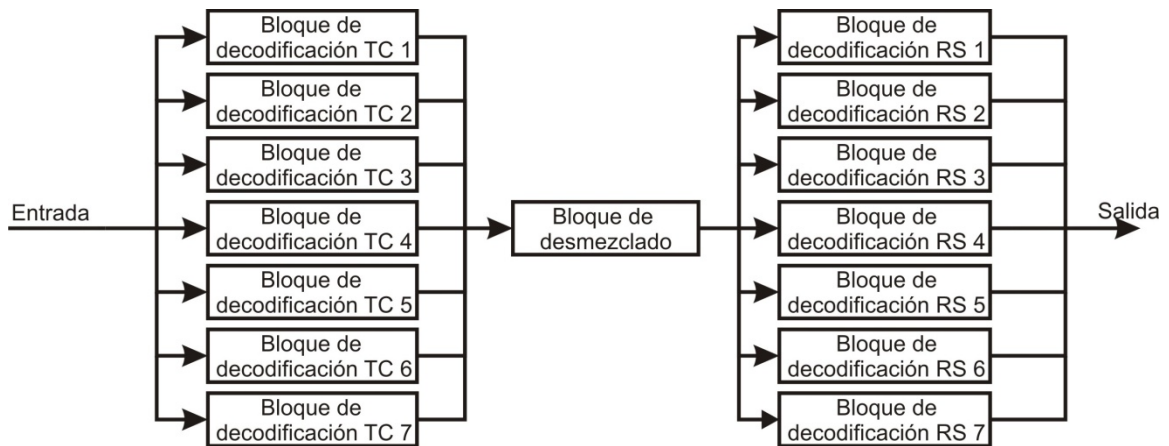 Entrada
Bloque de
decodificación TC 1
Bloque de
decodificación TC 2
Bloque de
decodificación TC 3
Bloque de
decodificación TC 4
Bloque de
decodificación TC 5
Bloque de
decodificación TC 6
Bloque de
decodificación TC 7
Bloque de
desmezclado
Bloque de
decodificación RS 1
Bloque de
decodificación RS 2
Bloque de
decodificación RS 3
Bloque de
decodificación RS 4
Bloque de
decodificación RS 5
Bloque de
decodificación RS 6
Bloque de
decodificación RS 7
Salida